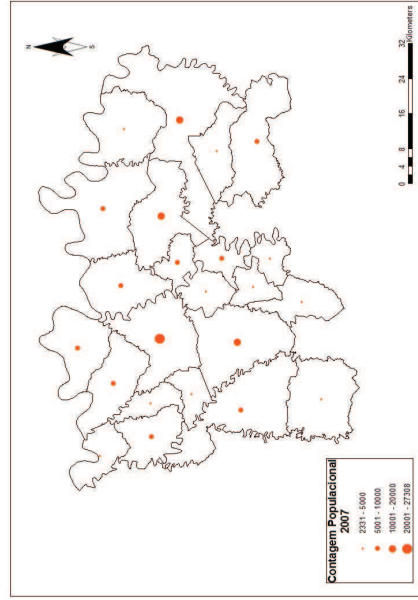 N
S
Contagem Populacional
2007
2331 - 5000
5001 - 10000
10001 - 20000
20001 - 27308
0 4 8 16 24 32
Kilometers